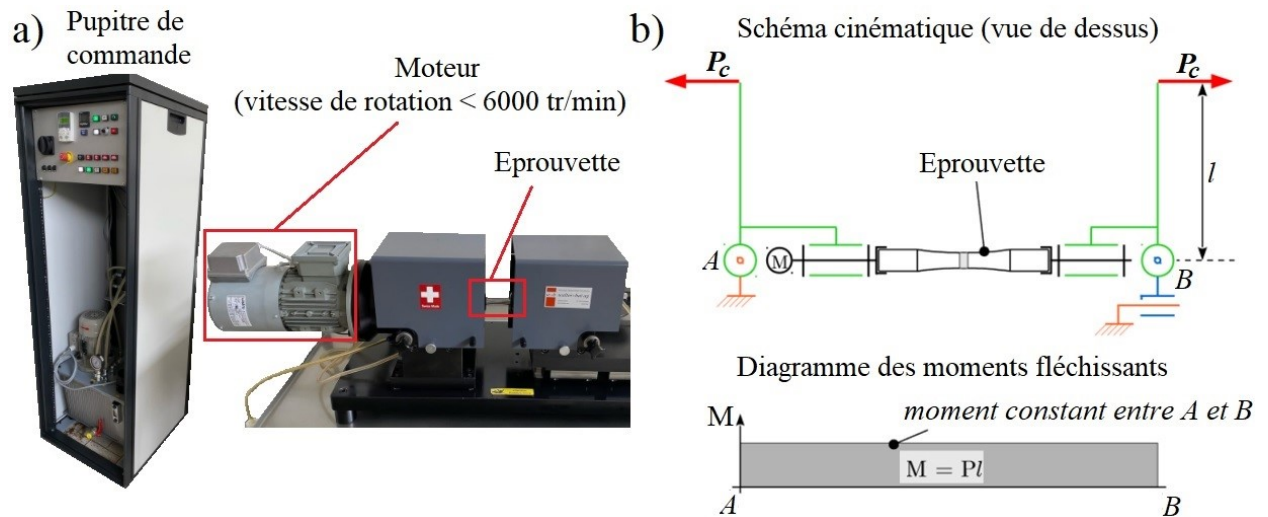 a)
Pupitre de
commande
Moteur
(vitesse de rotation < 6000 tr/min)
Eprouvette
b)
Schéma cinématique (vue de dessus)
Pc
Pc
Eprouvette
l
A
M
B
Diagramme des moments fléchissants
M
moment constant entre A et B
M = Pl
A
B